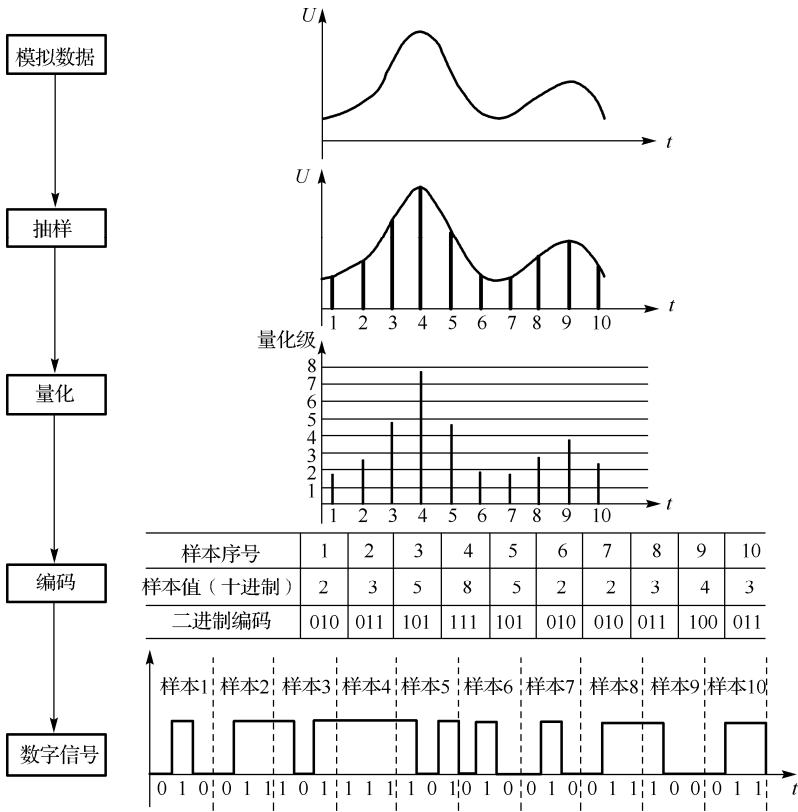 模拟数据
U
t
抽样
U
t
1 2 3 4 5 6 7 8 9 10
量化
量化级
8
7
6
5
4
3
2
1
t
1 2 3 4 5 6 7 8 9 10
编码
样本序号 1 2 3 4 5 6 7 8 9 10
样本值（十进制） 2 3 5 8 5 2 2 3 4 3
二进制编码 010 011 101 111 101 010 010 011 100 011
样本1 样本2 样本3 样本4 样本5 样本6 样本7 样本8 样本9 样本10
数字信号
0 1 0 0 1 1 1 0 1 1 1 1 1 0 1 0 1 0 0 1 0 0 1 1 1 0 0 0 1 1 t